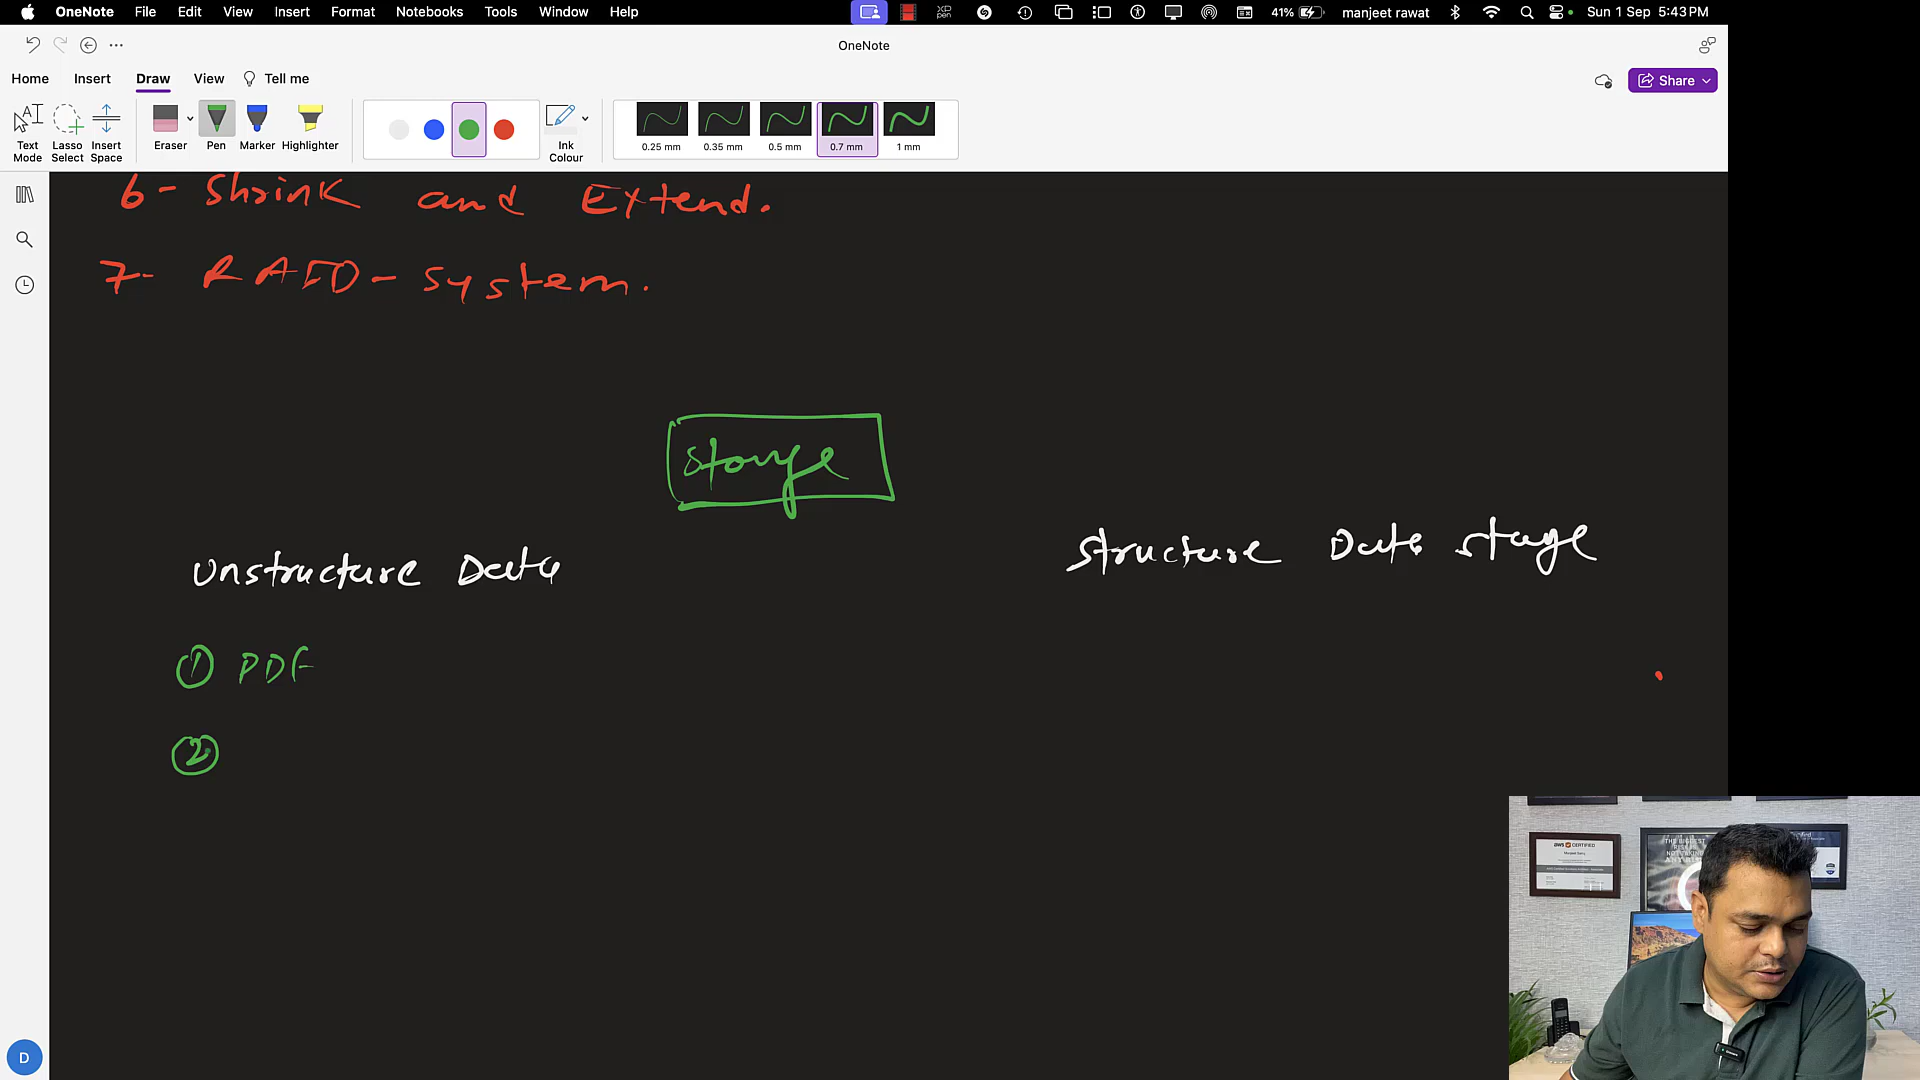 OneNote File Edit View Insert Format Notebooks Tools Window Help 41% manjeet rawat Sun 1 Sep 5:43 PM
OneNote
Home Insert Draw View Tell me Share
Text Mode Lasso Select Insert Space Eraser Pen Marker Highlighter Ink Colour 0.25 mm 0.35 mm 0.5 mm 0.7 mm 1 mm
6- Shrink and Extend.
7- RAID- system.
storge
Unstructure Data
Structure Data stage
① PDF
②
D
CERTIFIED